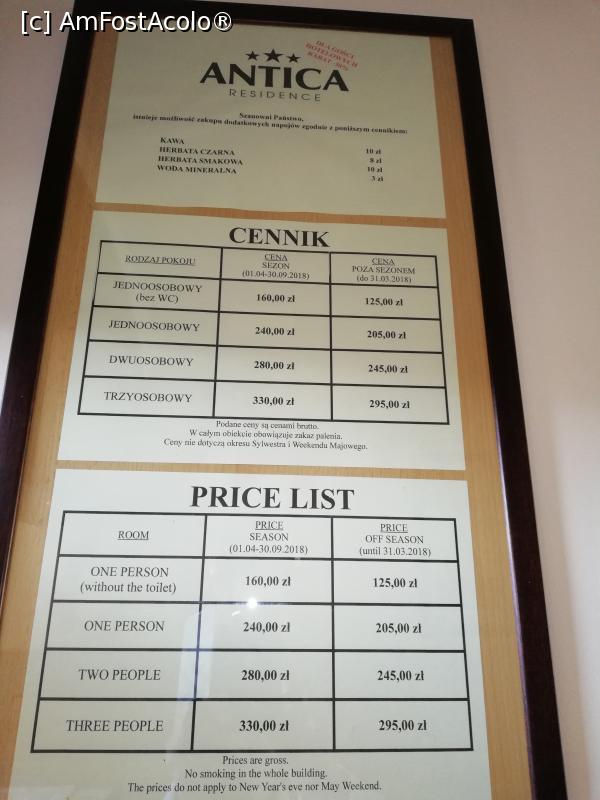 [c] AmFostAcolo®
DLA GOŚCI
HOTELOWYCH
RABAT -50%
ANTICA
RESIDENCE
Szanowni Państwo,
istnieje możliwość zakupu dodatkowych napojów zgodnie z poniższym cennikiem:
KAWA 10 zł
HERBATA CZARNA 8 zł
HERBATA SMAKOWA 10 zł
WODA MINERALNA 3 zł
CENNIK
RODZAJ POKOJU CENA SEZON (01.04-30.09.2018) CENA POZA SEZONEM (do 31.03.2018)
JEDNOOSOBOWY (bez WC) 160,00 zł 125,00 zł
JEDNOOSOBOWY 240,00 zł 205,00 zł
DWUOSOBOWY 280,00 zł 245,00 zł
TRZYOSOBOWY 330,00 zł 295,00 zł
Podane ceny są cenami brutto.
W całym obiekcie obowiązuje zakaz palenia.
Ceny nie dotyczą okresu Sylwestra i Weekendu Majowego.
PRICE LIST
ROOM PRICE SEASON (01.04-30.09.2018) PRICE OFF SEASON (until 31.03.2018)
ONE PERSON (without the toilet) 160,00 zł 125,00 zł
ONE PERSON 240,00 zł 205,00 zł
TWO PEOPLE 280,00 zł 245,00 zł
THREE PEOPLE 330,00 zł 295,00 zł
Prices are gross.
No smoking in the whole building.
The prices do not apply to New Year's eve nor May Weekend.